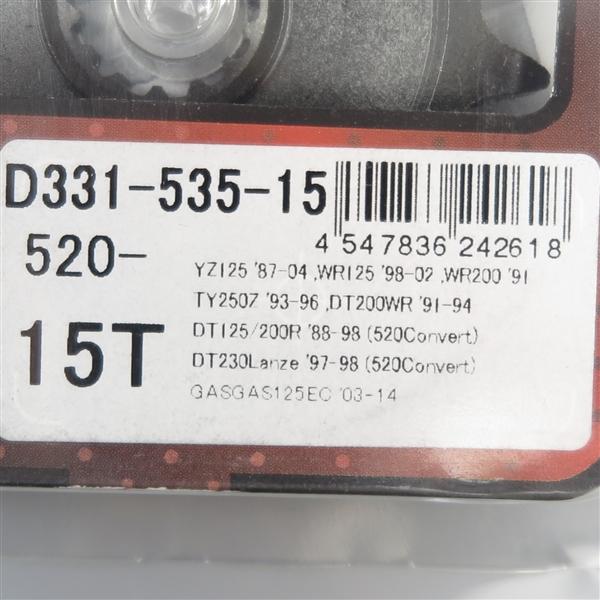 D331-535-15
4 547836 242618
520-
15T
YZ125 '87-04 ,WR125 '98-02 ,WR200 '91
TY250Z '93-96 ,DT200WR '91-94
DT125/200R '88-98 (520Convert)
DT230Lanze '97-98 (520Convert)
GASGAS125EC '03-14